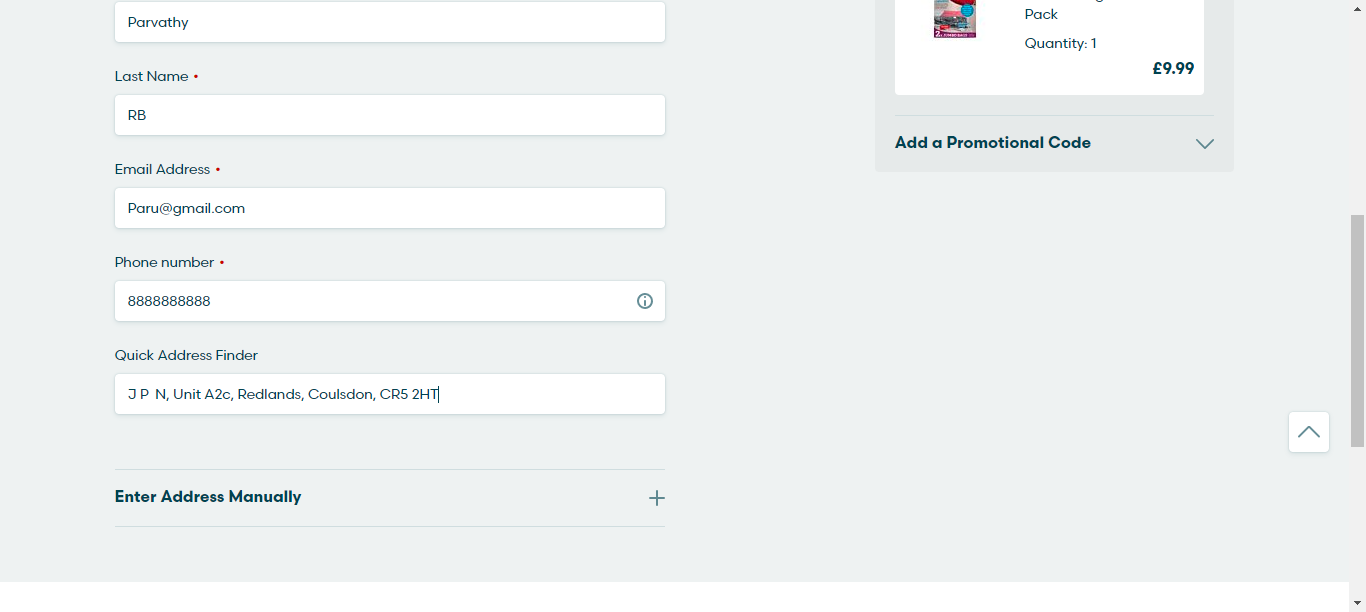 Parvathy
Last Name •
RB
Email Address •
Paru@gmail.com
Phone number •
8888888888
Quick Address Finder
J P  N, Unit A2c, Redlands, Coulsdon, CR5 2HT
Enter Address Manually
Pack
Quantity: 1
£9.99
Add a Promotional Code